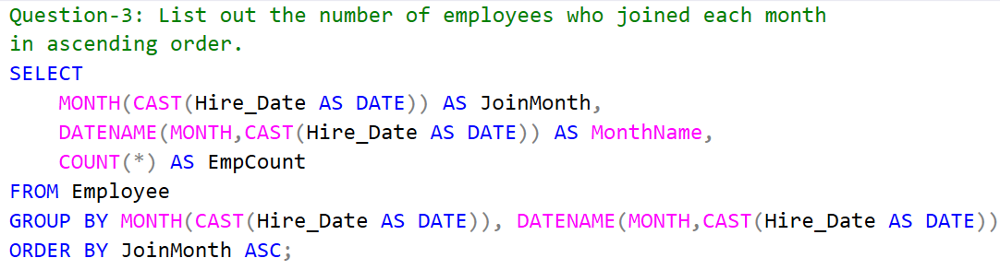 Question-3: List out the number of employees who joined each month
in ascending order.
SELECT
    MONTH(CAST(Hire_Date AS DATE)) AS JoinMonth,
    DATENAME(MONTH,CAST(Hire_Date AS DATE)) AS MonthName,
    COUNT(*) AS EmpCount
FROM Employee
GROUP BY MONTH(CAST(Hire_Date AS DATE)), DATENAME(MONTH,CAST(Hire_Date AS DATE))
ORDER BY JoinMonth ASC;